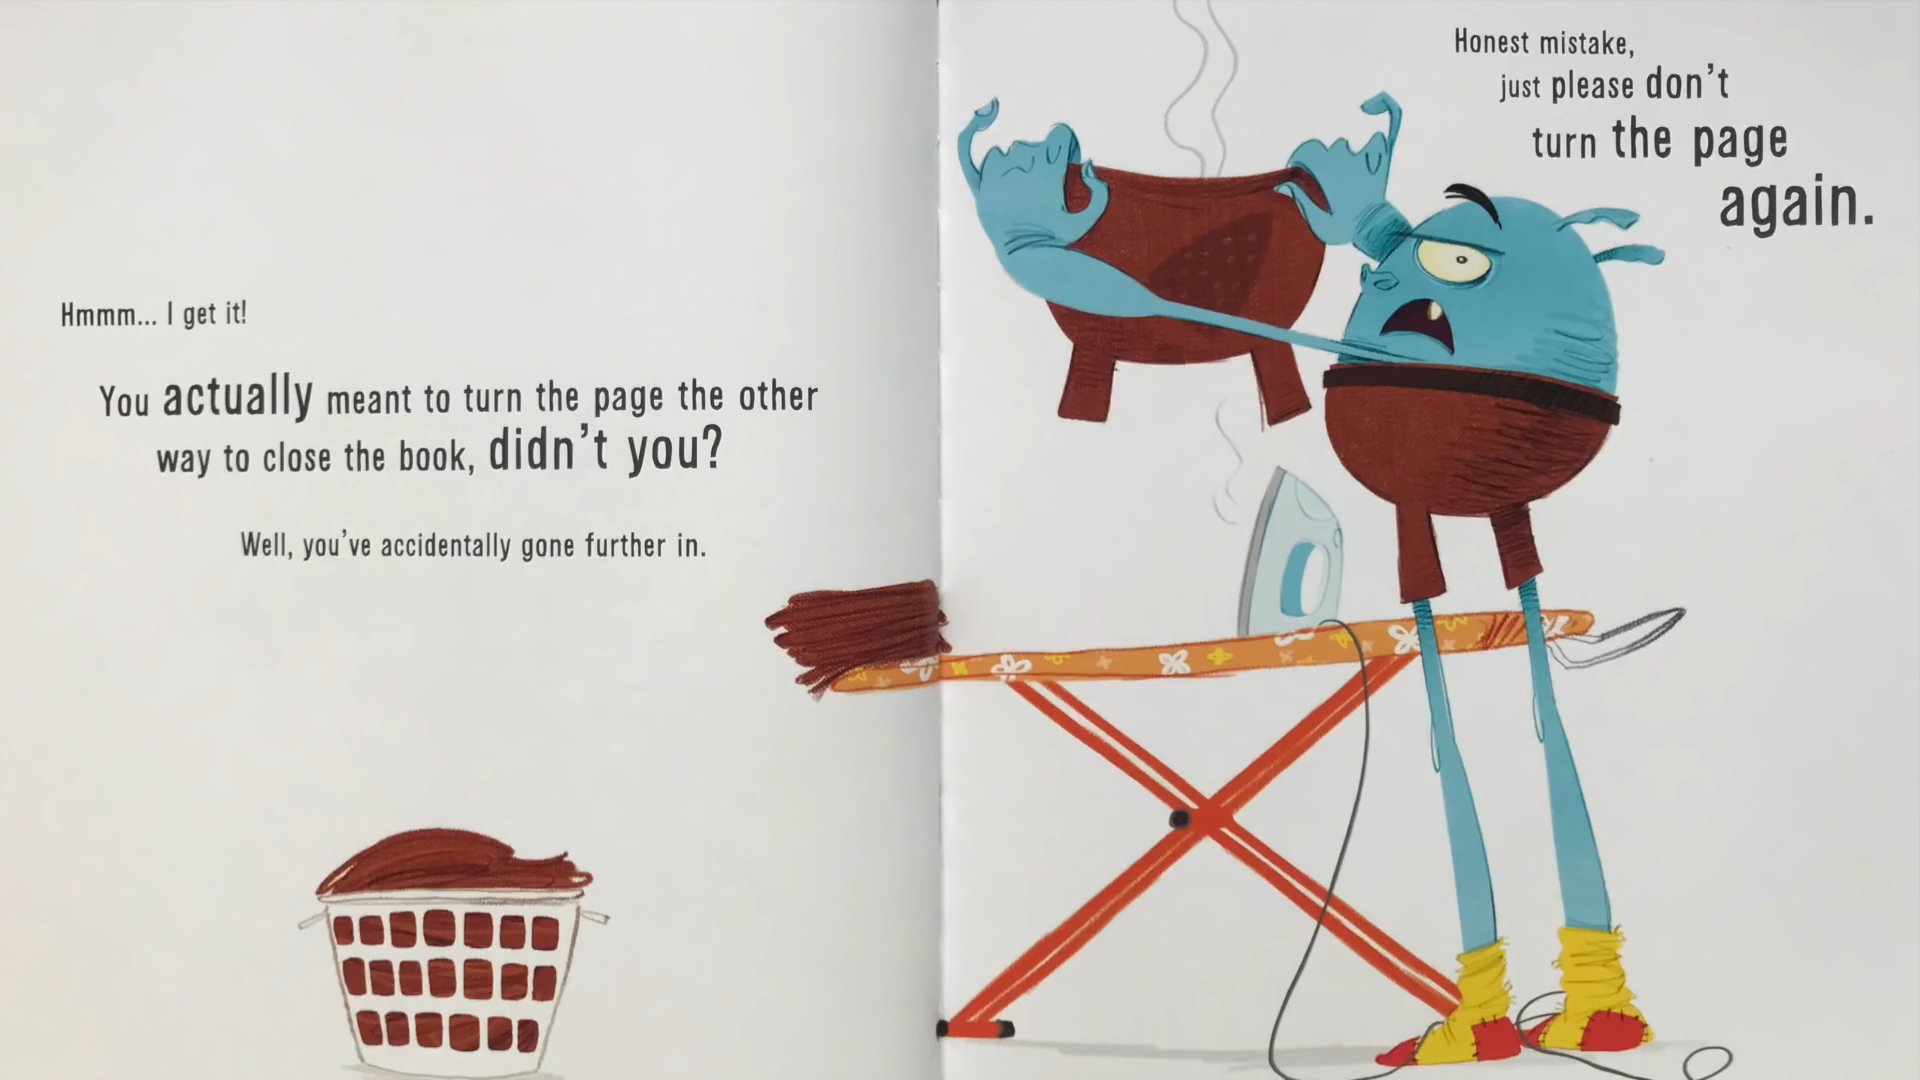 Hmmm... I get it!
You actually meant to turn the page the other
way to close the book, didn't you?
Well, you've accidentally gone further in.
Honest mistake,
just please don't
turn the page
again.